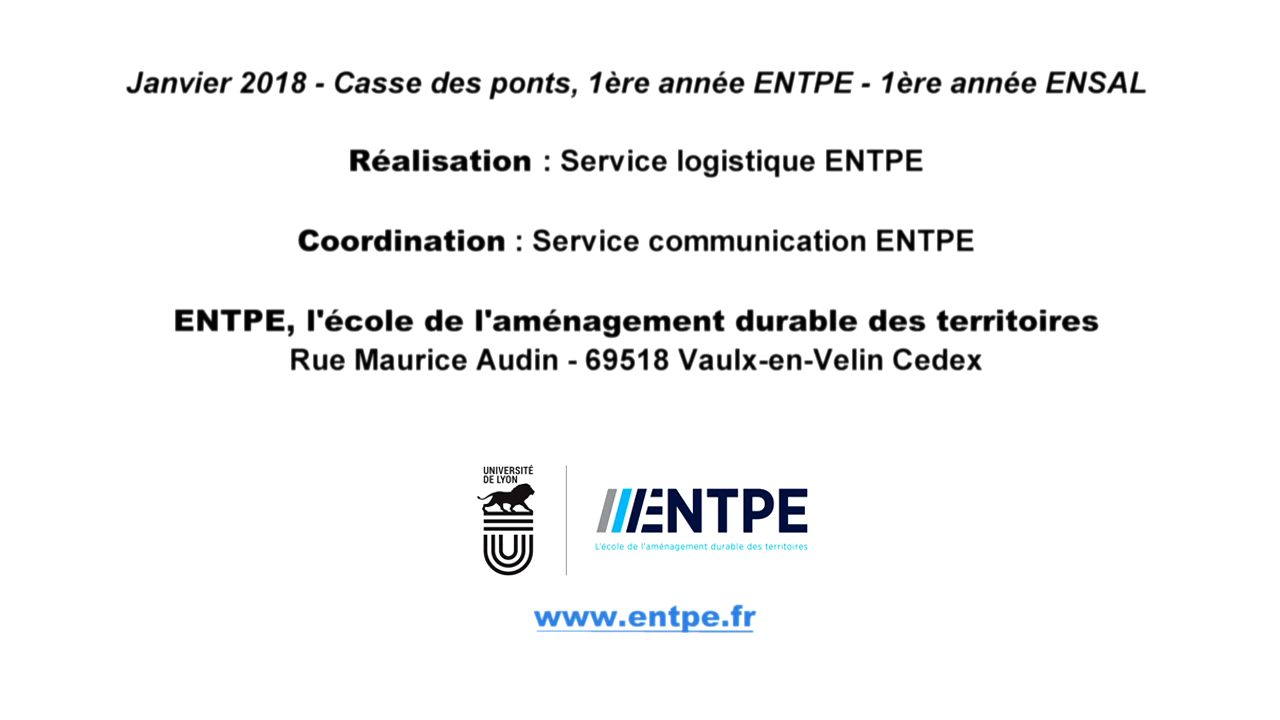 Janvier 2018 - Casse des ponts, 1ère année ENTPE - 1ère année ENSAL
Réalisation : Service logistique ENTPE
Coordination : Service communication ENTPE
ENTPE, l'école de l'aménagement durable des territoires
Rue Maurice Audin - 69518 Vaulx-en-Velin Cedex
UNIVERSITÉ
DE LYON
ENTPE
L'école de l'aménagement durable des territoires
www.entpe.fr